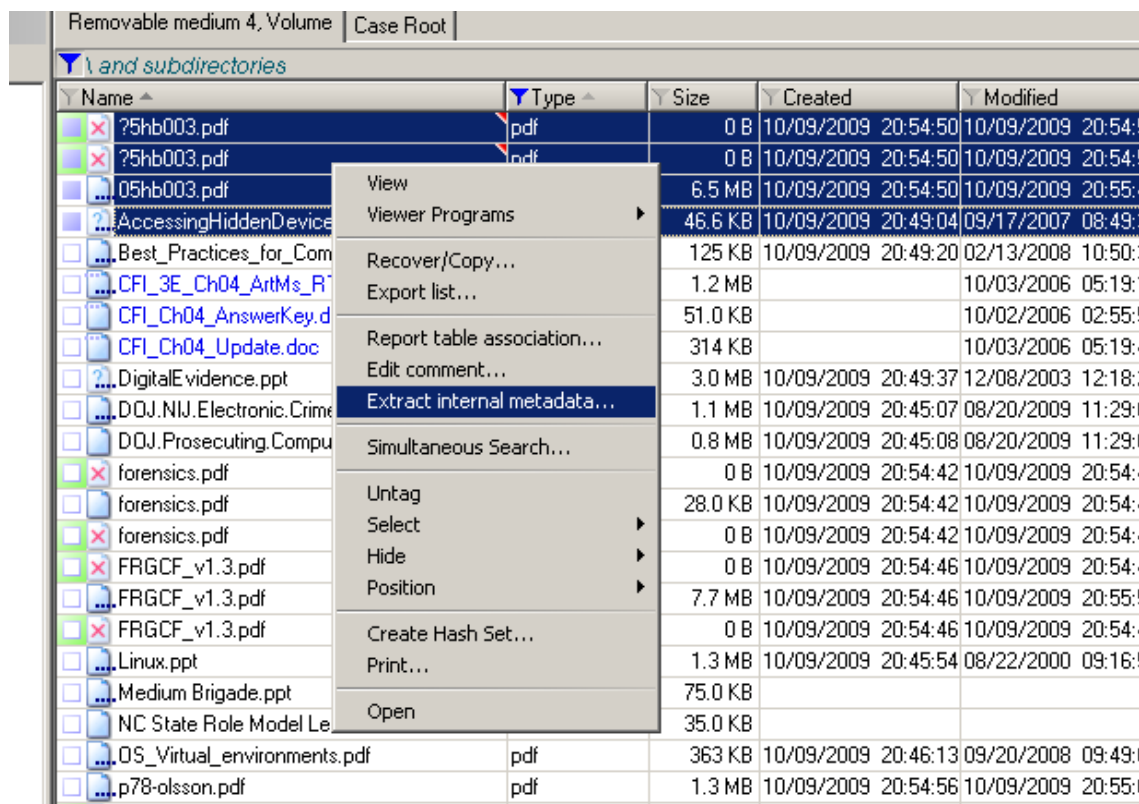 Removable medium 4, Volume Case Root
\ and subdirectories
Name Type Size Created Modified
?5hb003.pdf pdf 0 B 10/09/2009 20:54:50 10/09/2009 20:54:
?5hb003.pdf pdf 0 B 10/09/2009 20:54:50 10/09/2009 20:54:
05hb003.pdf 6.5 MB 10/09/2009 20:54:50 10/09/2009 20:55:
AccessingHiddenDevice 46.6 KB 10/09/2009 20:49:04 09/17/2007 08:49:
Best_Practices_for_Com 125 KB 10/09/2009 20:49:20 02/13/2008 10:50:
CFI_3E_Ch04_ArtMs_R 1.2 MB 10/03/2006 05:19:
CFI_Ch04_AnswerKey.d 51.0 KB 10/02/2006 02:55:
CFI_Ch04_Update.doc 314 KB 10/03/2006 05:19:
DigitalEvidence.ppt 3.0 MB 10/09/2009 20:49:37 12/08/2003 12:18:
DOJ.NIJ.Electronic.Crime 1.1 MB 10/09/2009 20:45:07 08/20/2009 11:29:
DOJ.Prosecuting.Compu 0.8 MB 10/09/2009 20:45:08 08/20/2009 11:29:
forensics.pdf 0 B 10/09/2009 20:54:42 10/09/2009 20:54:
forensics.pdf 28.0 KB 10/09/2009 20:54:42 10/09/2009 20:54:
forensics.pdf 0 B 10/09/2009 20:54:42 10/09/2009 20:54:
FRGCF_v1.3.pdf 0 B 10/09/2009 20:54:46 10/09/2009 20:54:
FRGCF_v1.3.pdf 7.7 MB 10/09/2009 20:54:46 10/09/2009 20:55:
FRGCF_v1.3.pdf 0 B 10/09/2009 20:54:46 10/09/2009 20:54:
Linux.ppt 1.3 MB 10/09/2009 20:45:54 08/22/2000 09:16:
Medium Brigade.ppt 75.0 KB
NC State Role Model Le 35.0 KB
OS_Virtual_environments.pdf pdf 363 KB 10/09/2009 20:46:13 09/20/2008 09:49:
p78-olsson.pdf pdf 1.3 MB 10/09/2009 20:54:56 10/09/2009 20:55:
View
Viewer Programs
Recover/Copy...
Export list...
Report table association...
Edit comment...
Extract internal metadata...
Simultaneous Search...
Untag
Select
Hide
Position
Create Hash Set...
Print...
Open